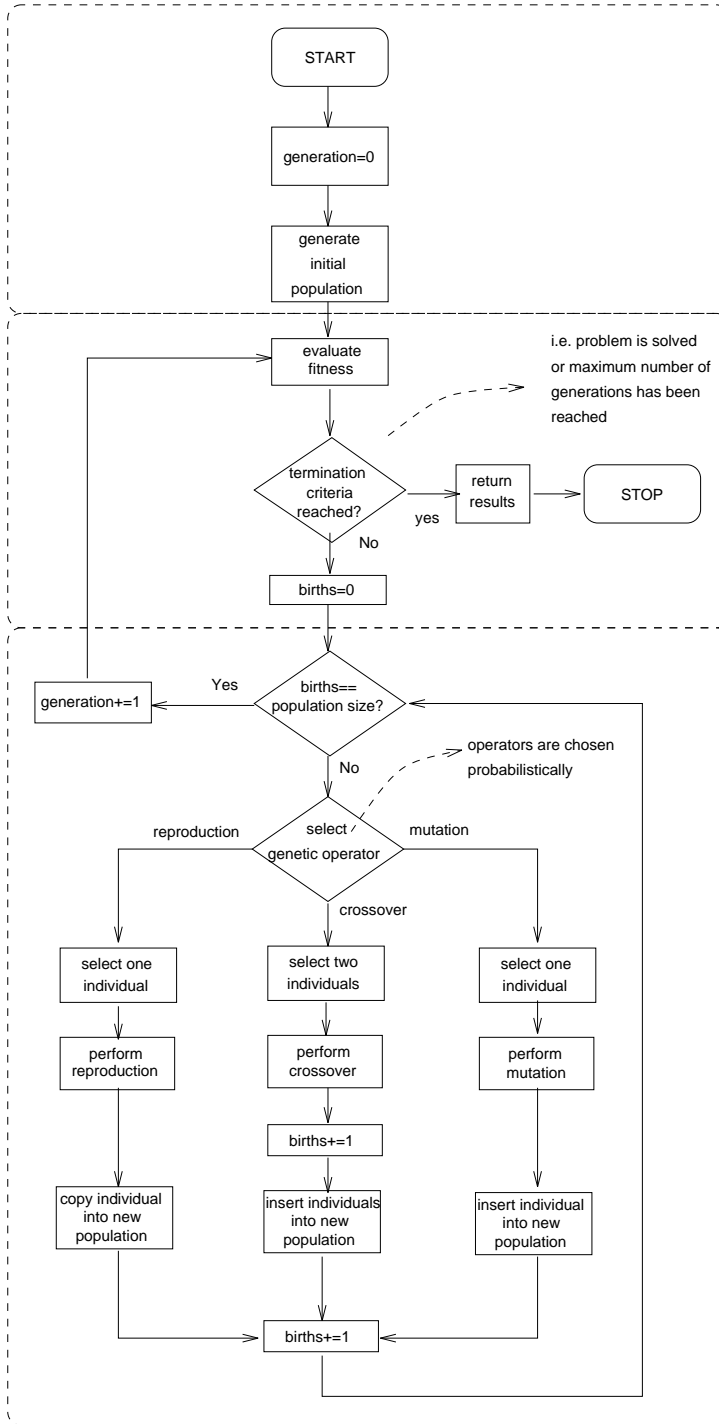 START
generation=0
generate
initial
population
evaluate
fitness
i.e. problem is solved
or maximum number of
generations has been
reached
termination
criteria
reached?
yes
return
results
STOP
No
births=0
births==
population size?
Yes
generation+=1
No
operators are chosen
probabilistically
select
genetic operator
reproduction
mutation
crossover
select one
individual
select two
individuals
select one
individual
perform
reproduction
perform
crossover
perform
mutation
births+=1
copy individual
into new
population
insert individuals
into new
population
insert individual
into new
population
births+=1